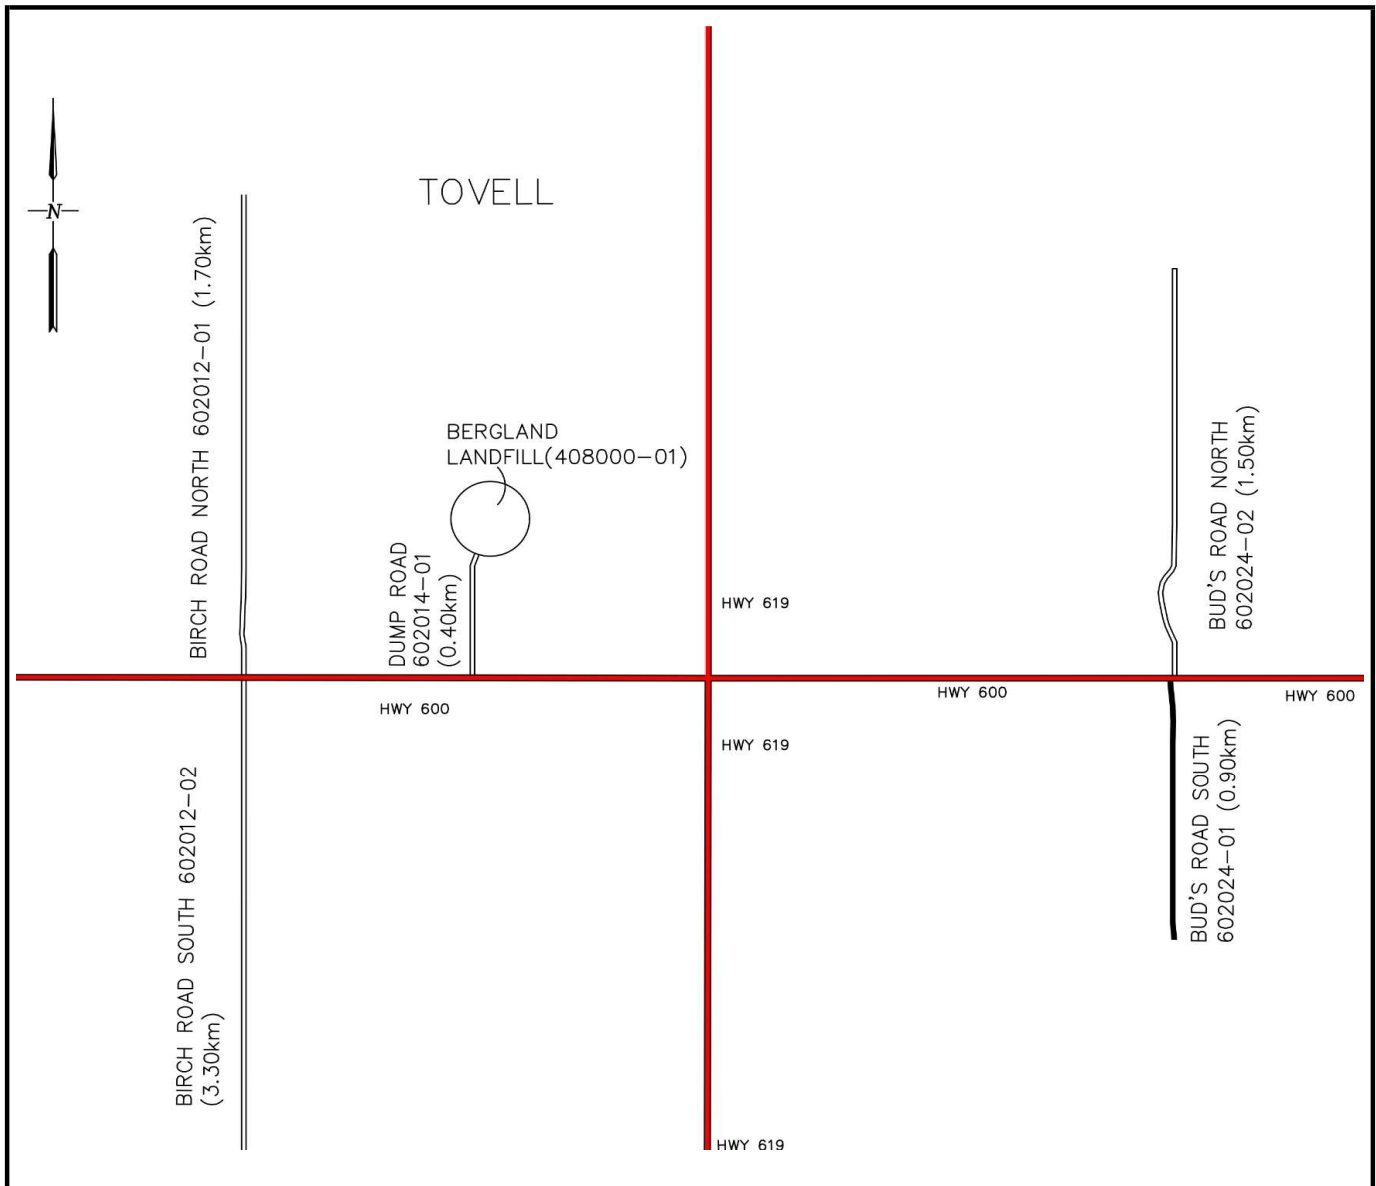 TOVELL
N
BIRCH ROAD NORTH 602012-01 (1.70km)
BERGLAND
LANDFILL(408000-01)
DUMP ROAD
602014-01
(0.40km)
BUD'S ROAD NORTH
602024-02 (1.50km)
HWY 619
HWY 600
HWY 600
HWY 600
HWY 619
BIRCH ROAD SOUTH 602012-02
(3.30km)
BUD'S ROAD SOUTH
602024-01 (0.90km)
HWY 619